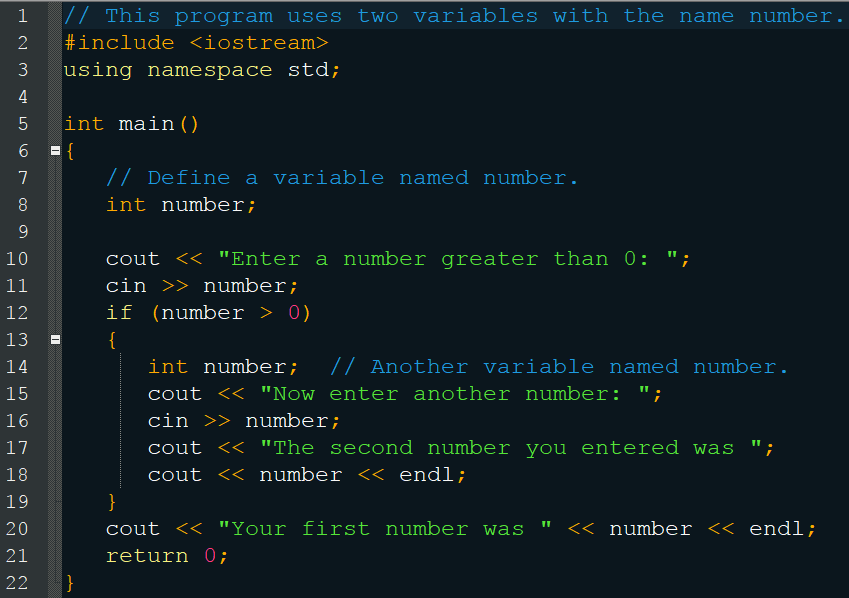 1 // This program uses two variables with the name number.
2 #include <iostream>
3 using namespace std;
4
5 int main()
6 {
7    // Define a variable named number.
8    int number;
9
10    cout << "Enter a number greater than 0: ";
11    cin >> number;
12    if (number > 0)
13    {
14       int number;  // Another variable named number.
15       cout << "Now enter another number: ";
16       cin >> number;
17       cout << "The second number you entered was ";
18       cout << number << endl;
19    }
20    cout << "Your first number was " << number << endl;
21    return 0;
22 }